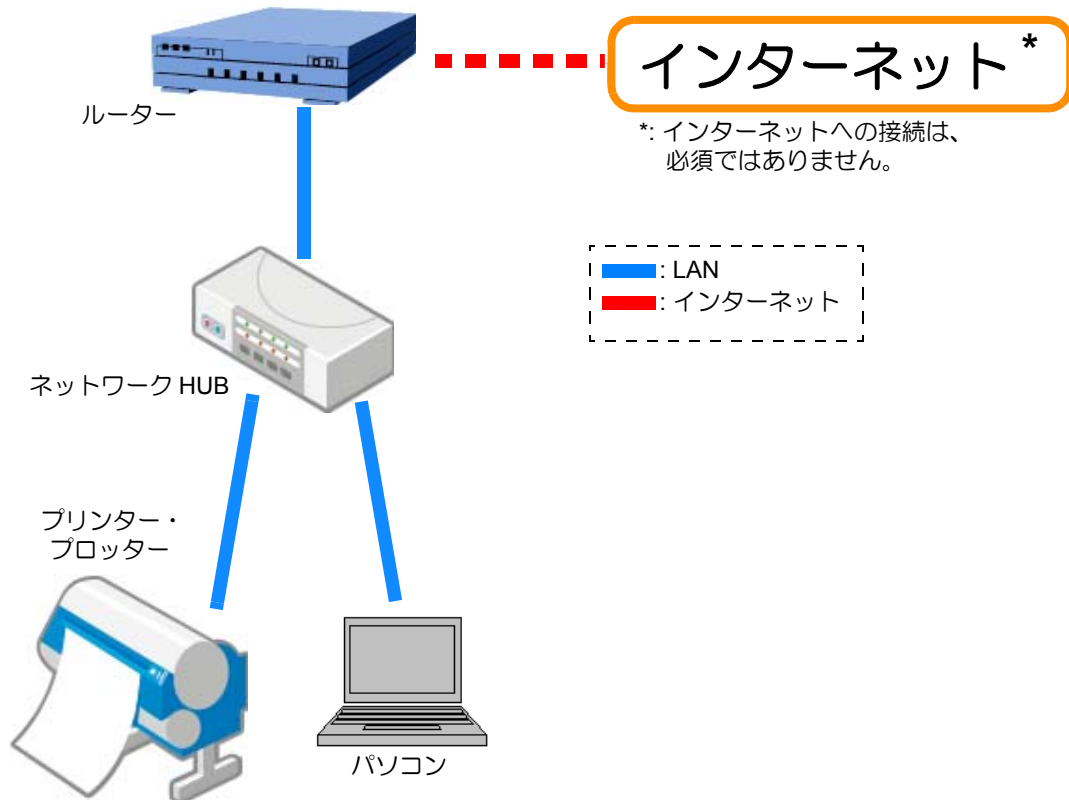 インターネット*
ルーター
*: インターネットへの接続は、
必須ではありません。
: LAN
: インターネット
ネットワーク HUB
プリンター・
プロッター
パソコン